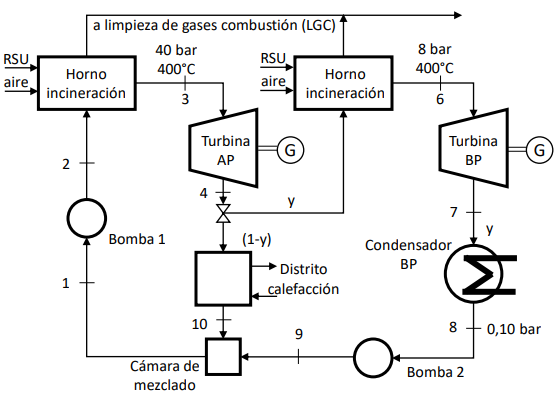 a limpieza de gases combustión (LGC)
RSU
aire
Horno
incineración
40 bar
400°C
3
RSU
aire
Horno
incineración
8 bar
400°C
6
Turbina
AP
G
Turbina
BP
G
2
4
y
7
y
Bomba 1
(1-y)
Distrito
calefacción
Condensador
BP
1
10
9
8
0,10 bar
Cámara de
mezclado
Bomba 2